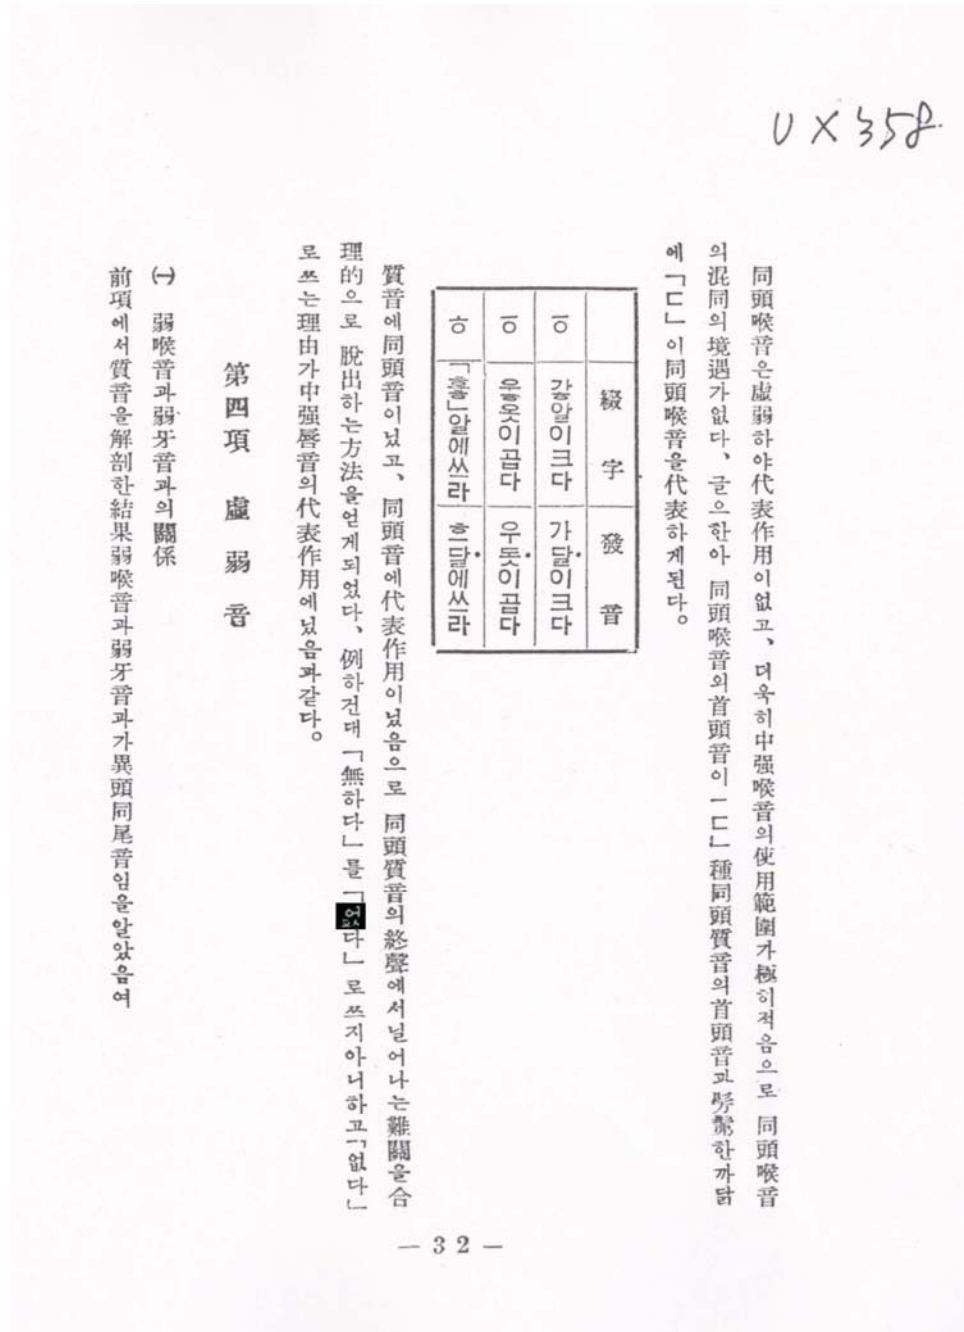 U X 358
同頭喉音은虛弱하야代表作用이없고、더욱히中强喉音의使用範圍가極히적음으로 同頭喉音
의混同의境遇가없다、글으한아 同頭喉音의首頭音이「ㄷ」種同頭質音의首頭音과髣髴한까닭
에「ㄷ」이同頭喉音을代表하게된다。
綴字 發音
갛알이크다 가달이크다
웋옷이곱다 우돗이곱다
ㅎ 「흫」알에쓰라 흐달에쓰라
質音에同頭音이닜고、同頭音에代表作用이닜음으로 同頭質音의終聲에서닐어나는難關을合
理的으로 脫出하는方法을얻게되었다、例하건대「無하다」를「다」로쓰지아니하고「없다」
로쓰는理由가中强脣音의代表作用에닜음과같다。
第四項 虛弱音
㈠ 弱喉音과弱牙音과의關係
前項에서質音을解剖한結果弱喉音과弱牙音과가異頭同尾音임을알았음여
— 32 —